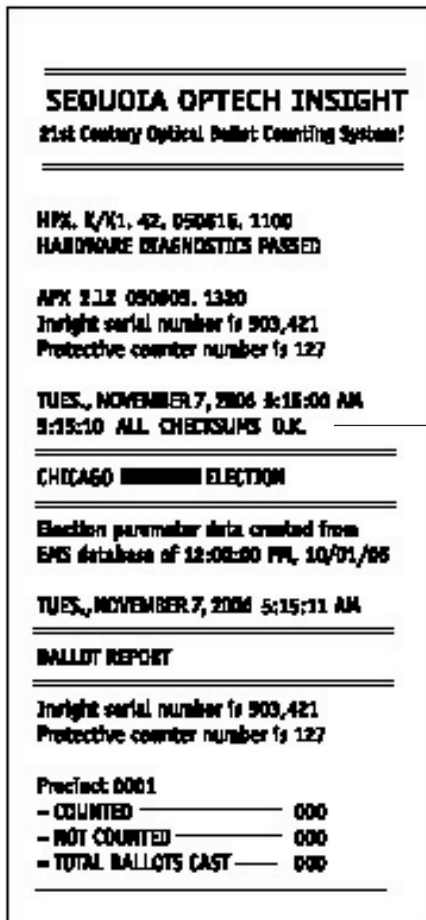 SEQUOIA OPTECH INSIGHT
21st Century Optical Ballot Counting System!
HPX, K/K1, 42, 050616, 1100
HARDWARE DIAGNOSTICS PASSED
APX 2.12 050805, 1320
Insight serial number is 503,421
Protective counter number is 127
TUES., NOVEMBER 7, 2006 5:15:00 AM
5:15:10 ALL CHECKSUMS O.K.
CHICAGO ELECTION
Election parameter data created from
EMS database of 12:00:00 PM, 10/01/06
TUES., NOVEMBER 7, 2006 5:15:11 AM
BALLOT REPORT
Insight serial number is 503,421
Protective counter number is 127
Precinct 0001
– COUNTED 000
– NOT COUNTED 000
– TOTAL BALLOTS CAST 000